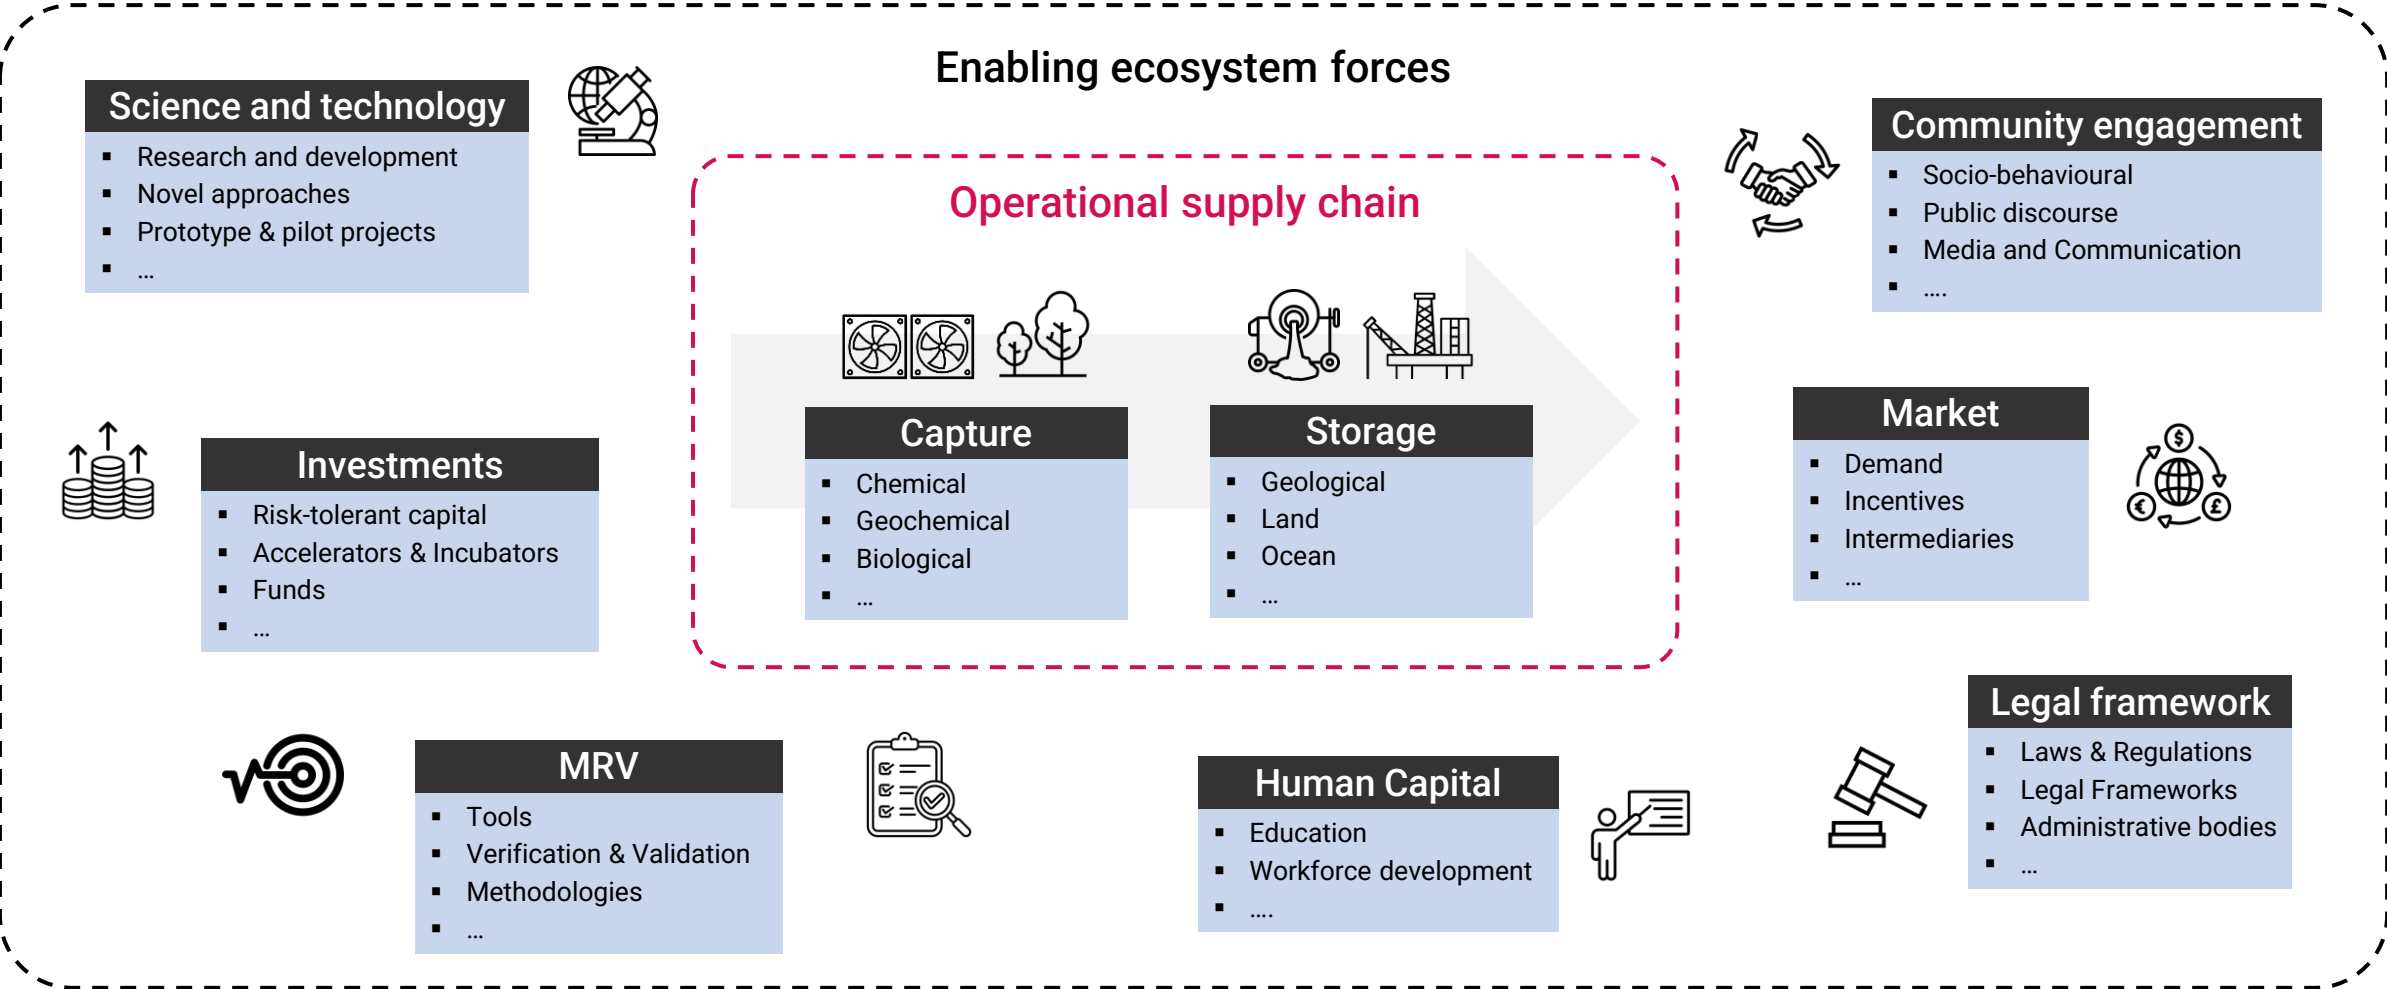 Enabling ecosystem forces
Science and technology
▪ Research and development
▪ Novel approaches
▪ Prototype & pilot projects
▪ ...
Community engagement
▪ Socio-behavioural
▪ Public discourse
▪ Media and Communication
▪ ....
Operational supply chain
Capture
▪ Chemical
▪ Geochemical
▪ Biological
▪ ...
Storage
▪ Geological
▪ Land
▪ Ocean
▪ ...
Investments
▪ Risk-tolerant capital
▪ Accelerators & Incubators
▪ Funds
▪ ...
Market
▪ Demand
▪ Incentives
▪ Intermediaries
▪ ...
$
€
£
MRV
▪ Tools
▪ Verification & Validation
▪ Methodologies
▪ ...
Human Capital
▪ Education
▪ Workforce development
▪ ....
Legal framework
▪ Laws & Regulations
▪ Legal Frameworks
▪ Administrative bodies
▪ ...